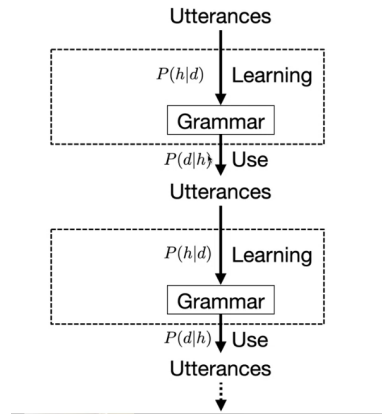 Utterances
P(h|d) Learning
Grammar
P(d|h) Use
Utterances
P(h|d) Learning
Grammar
P(d|h) Use
Utterances